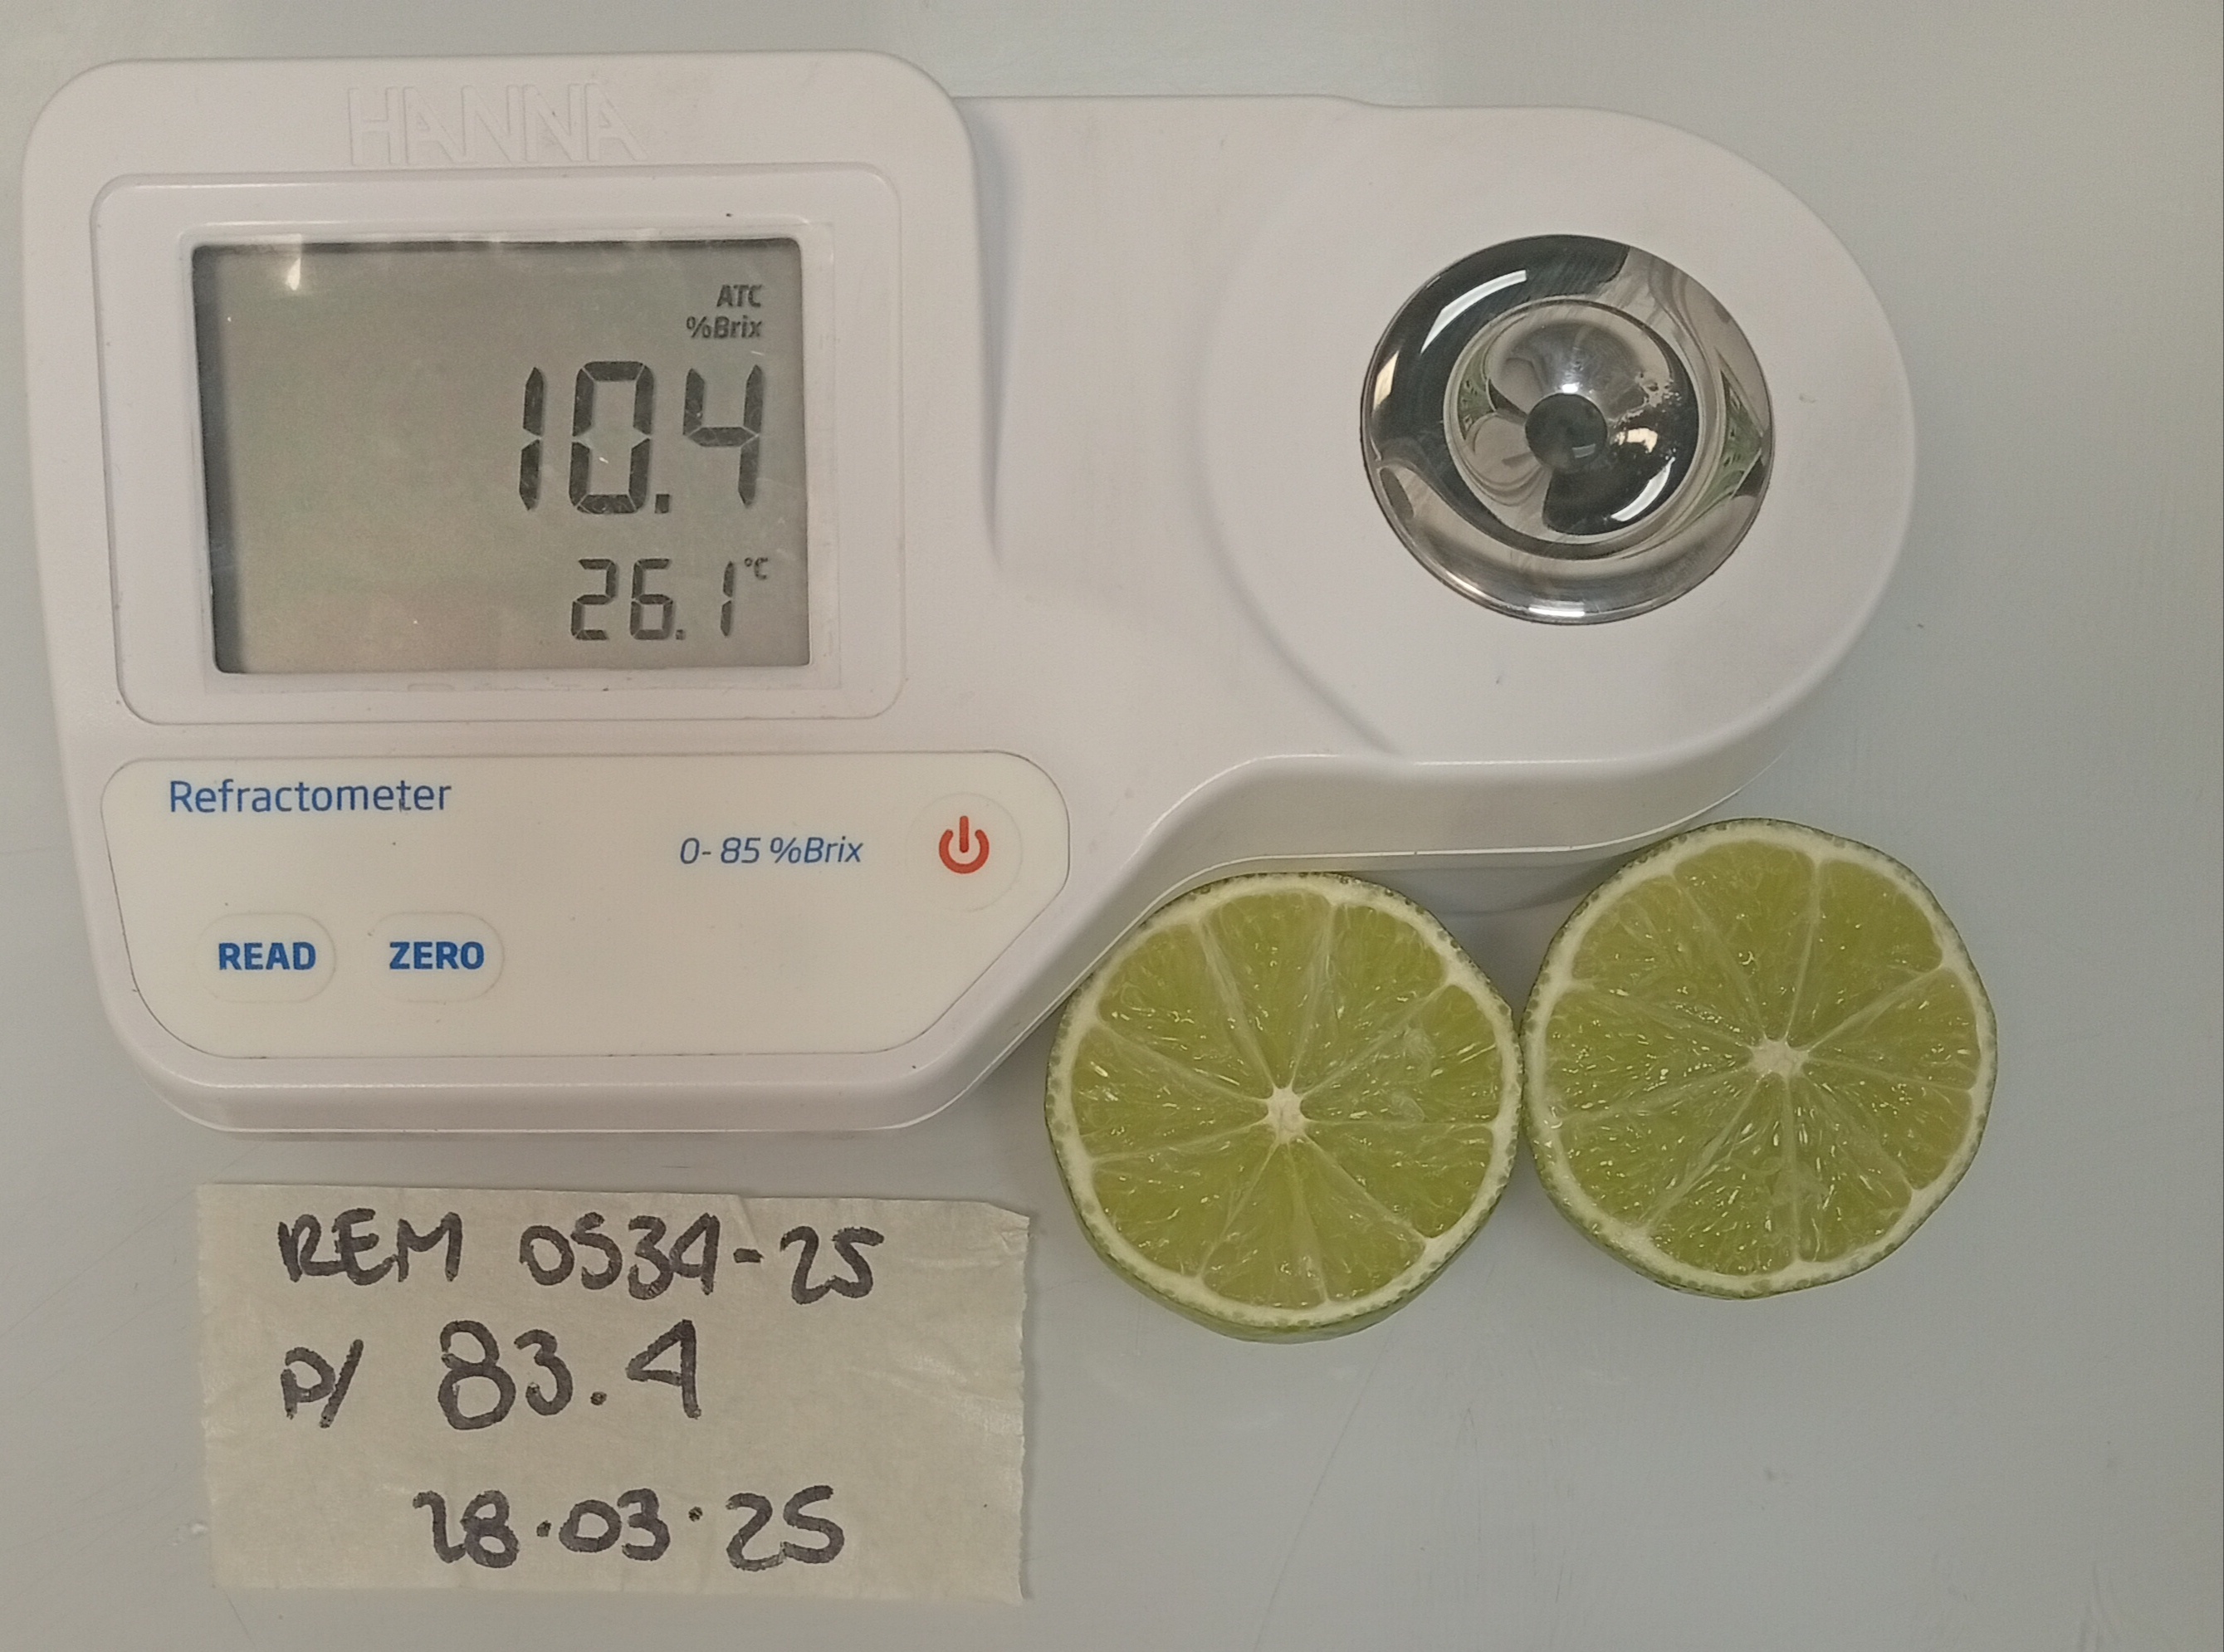 HANNA
ATC
%Brix
10.4
26.1 °C
Refractometer
0-85 %Brix
READ ZERO
REM 0534-25
P/ 83.4
28.03.25